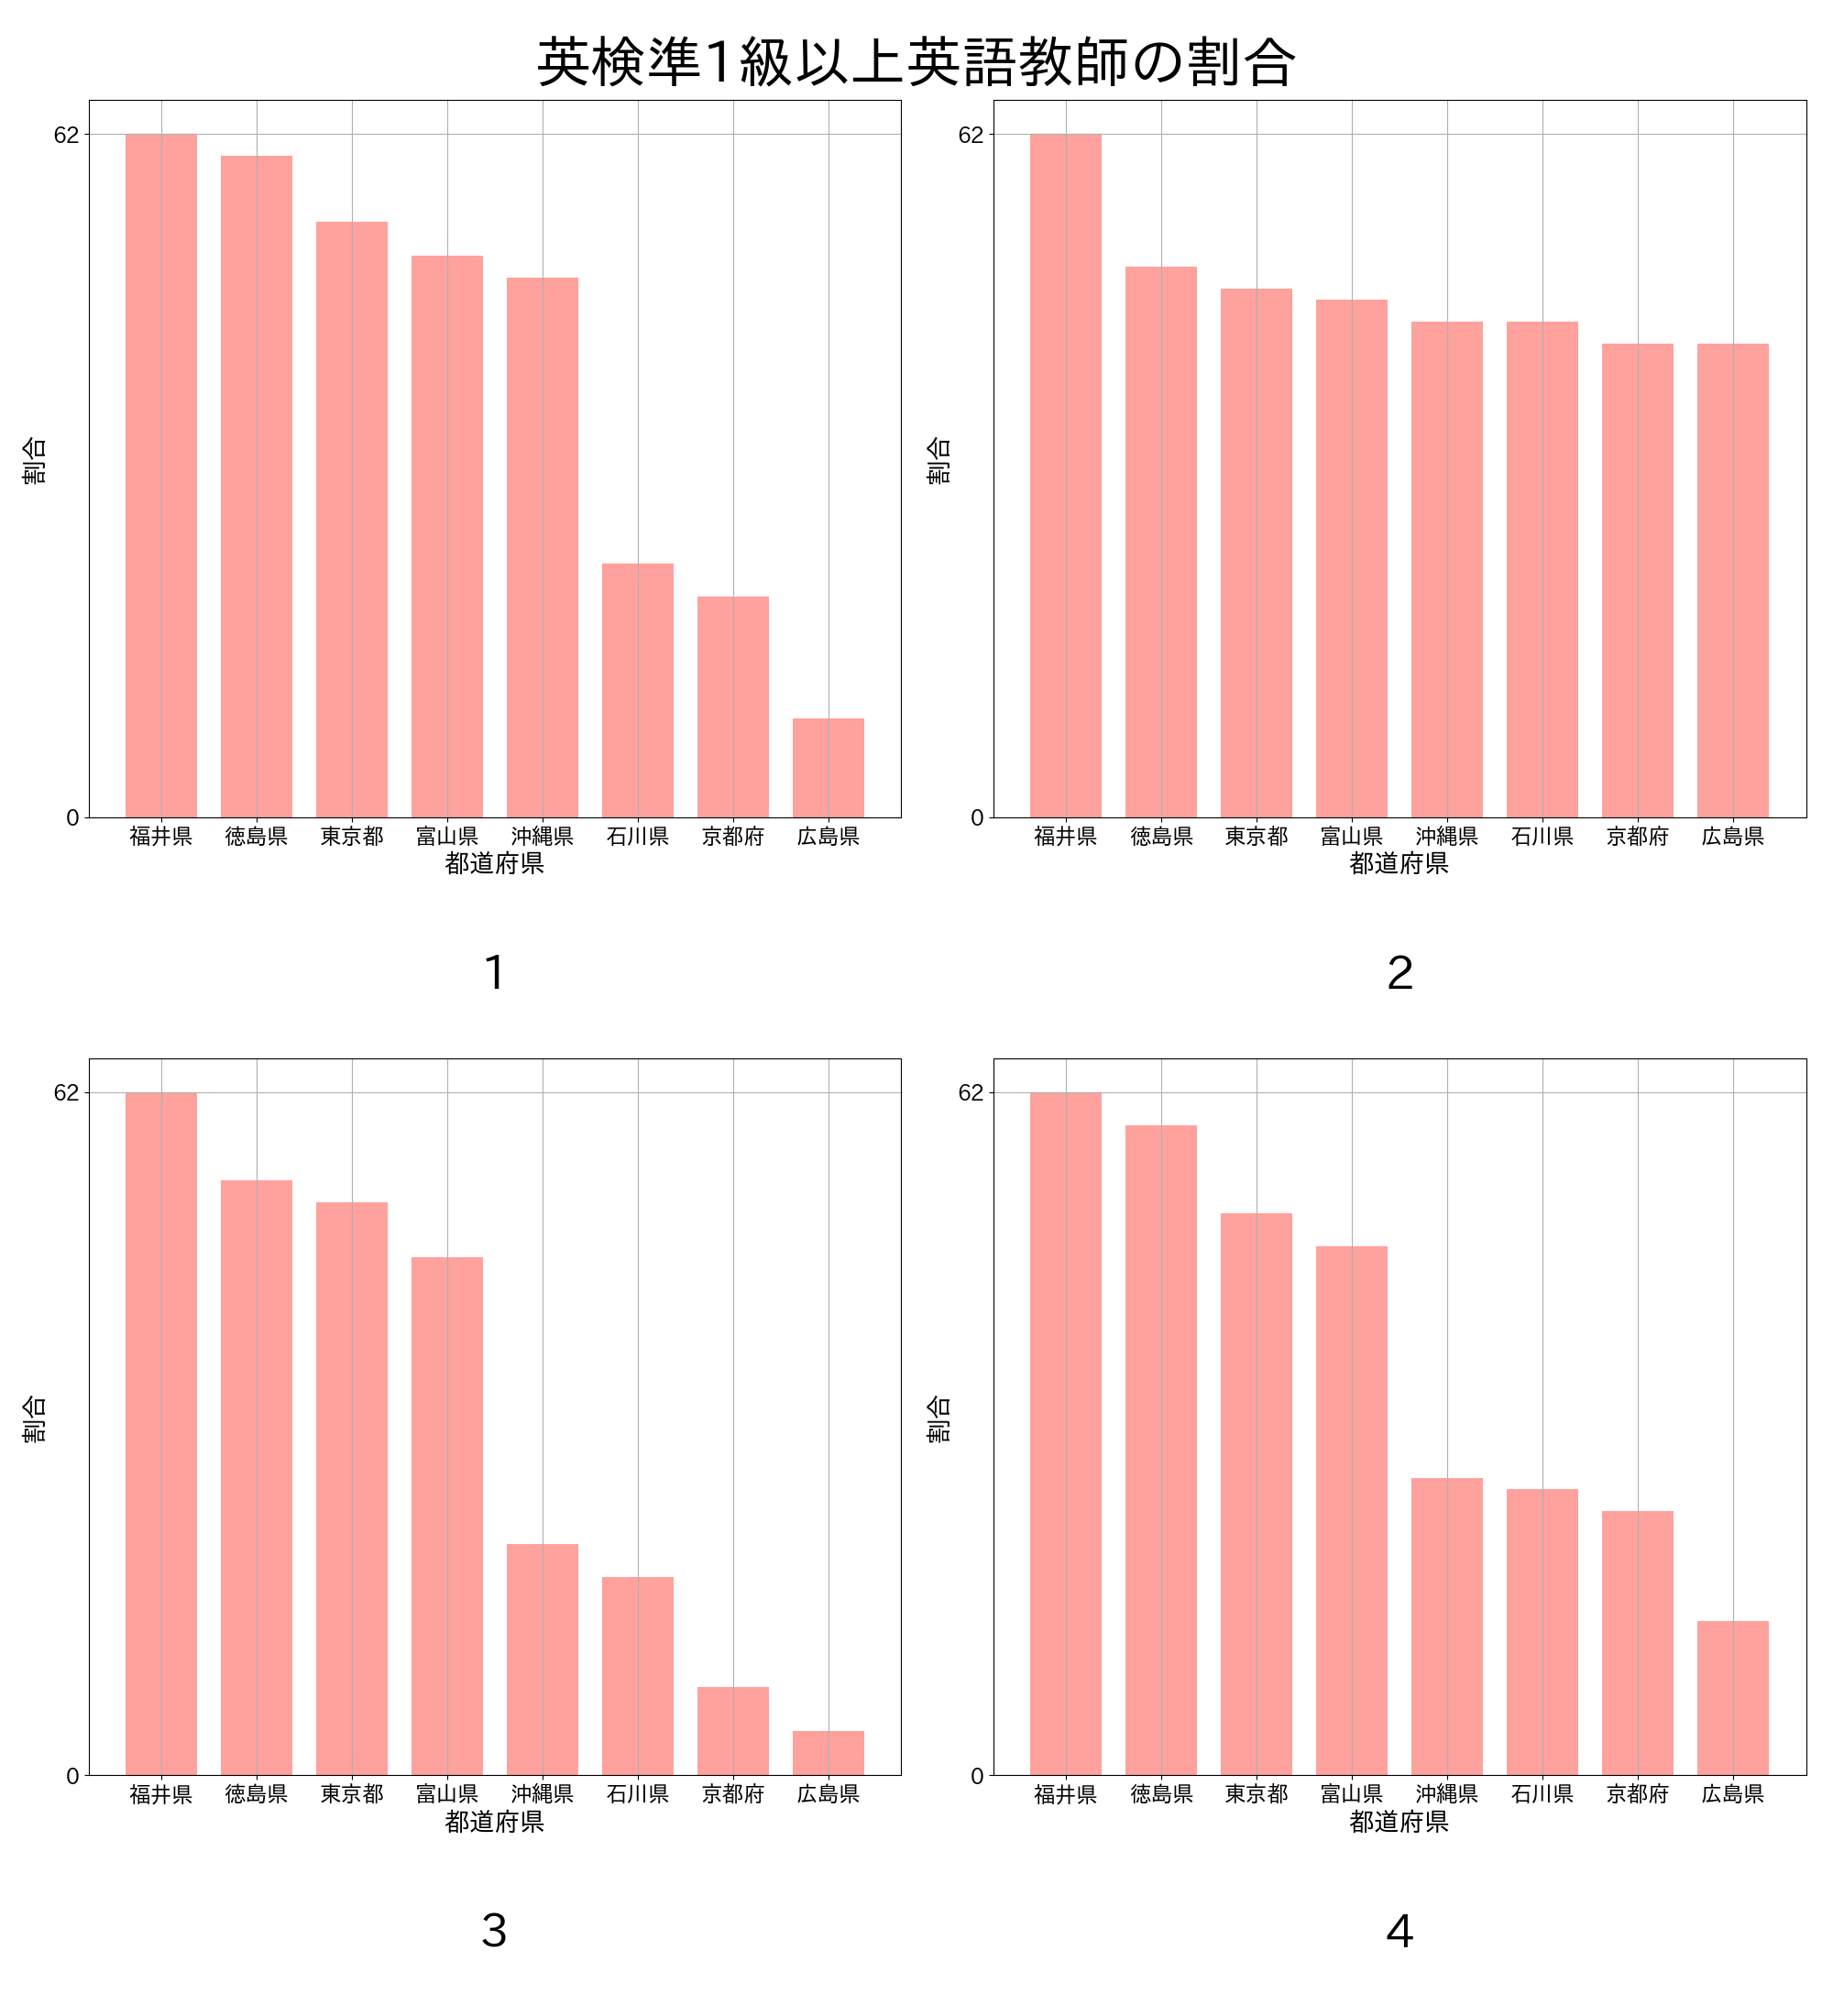 英検準1級以上英語教師の割合
62
割合
0
福井県 徳島県 東京都 富山県 沖縄県 石川県 京都府 広島県
都道府県
1
62
割合
0
福井県 徳島県 東京都 富山県 沖縄県 石川県 京都府 広島県
都道府県
2
62
割合
0
福井県 徳島県 東京都 富山県 沖縄県 石川県 京都府 広島県
都道府県
3
62
割合
0
福井県 徳島県 東京都 富山県 沖縄県 石川県 京都府 広島県
都道府県
4